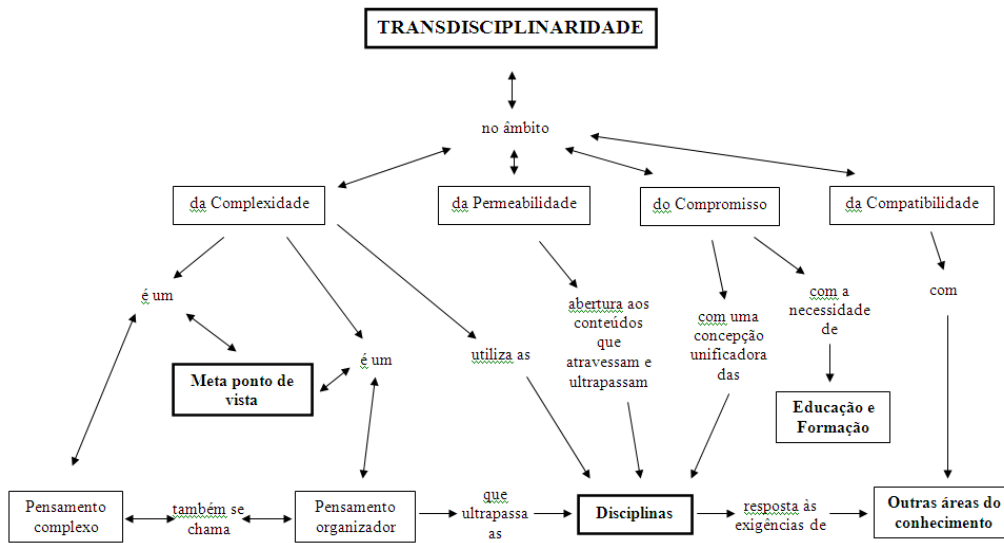 TRANSDISCIPLINARIDADE
no âmbito
da Complexidade
da Permeabilidade
do Compromisso
da Compatibilidade
é um
abertura aos
conteúdos
que
atravessam e
ultrapassam
com uma
concepção
unificadora
das
com a
necessidade
de
com
Meta ponto de
vista
é um
utiliza as
Educação e
Formação
Pensamento
complexo
também se
chama
Pensamento
organizador
que
ultrapassa
as
Disciplinas
resposta às
exigências de
Outras áreas do
conhecimento